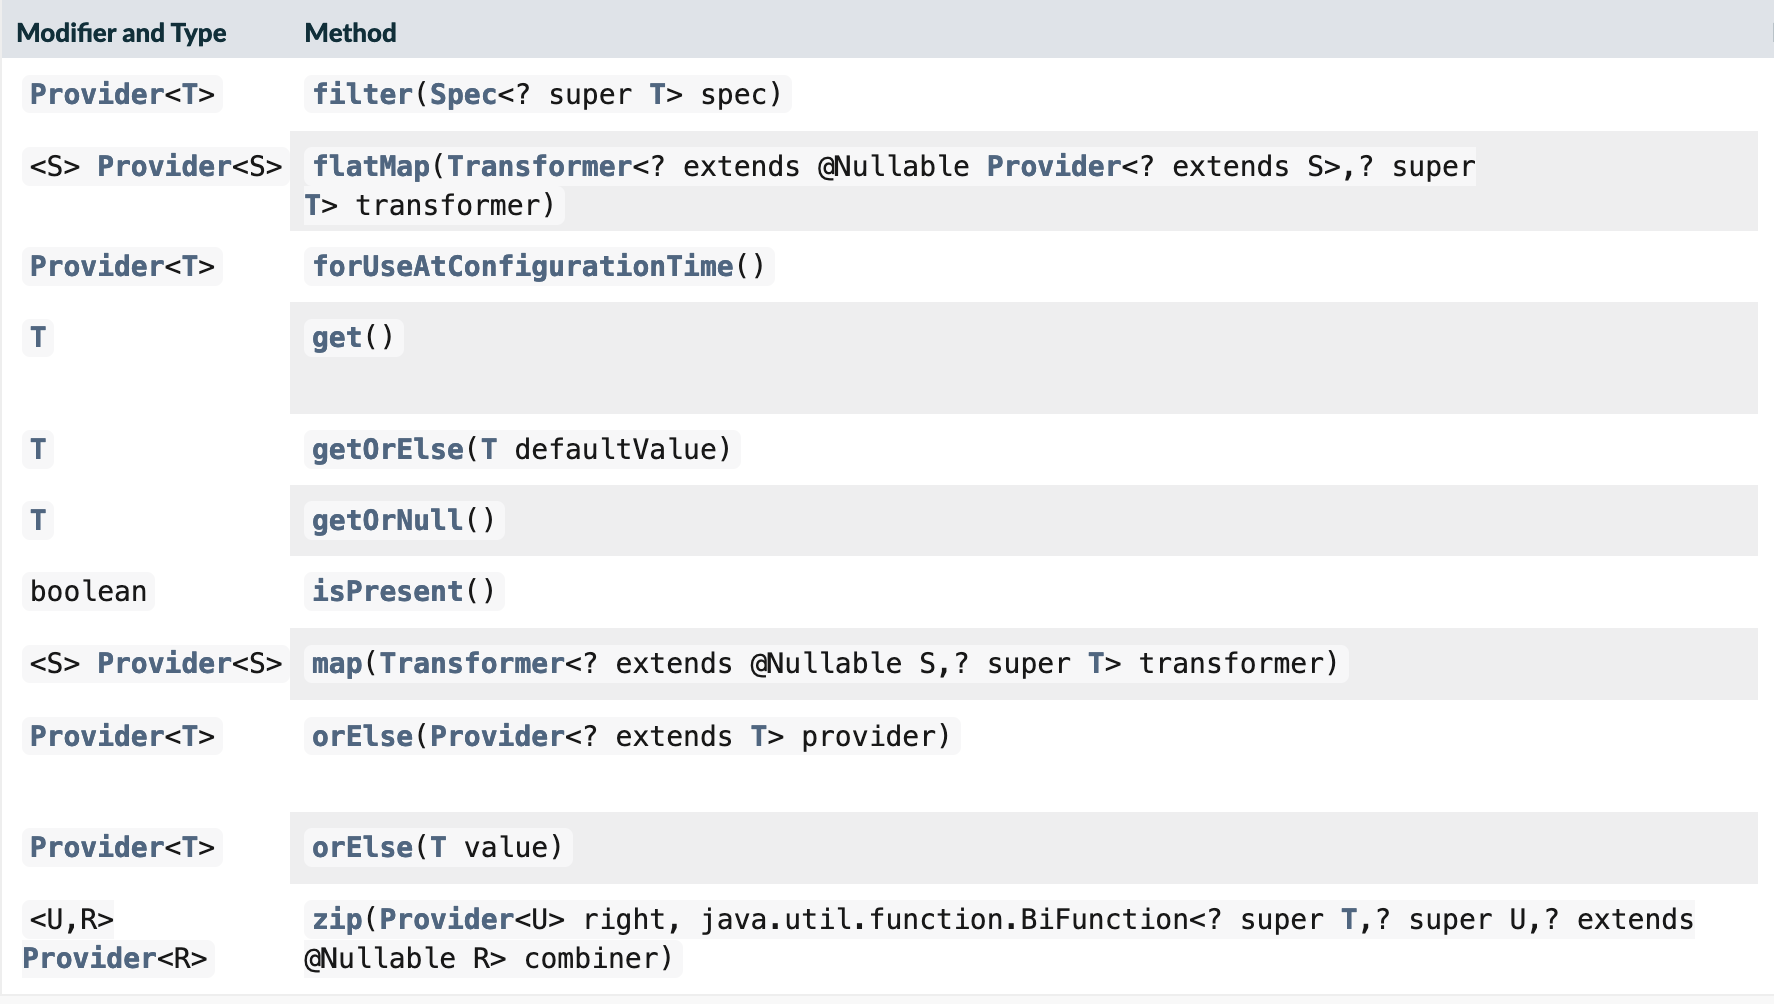 Modifier and Type Method
Provider<T> filter(Spec<? super T> spec)
<S> Provider<S> flatMap(Transformer<? extends @Nullable Provider<? extends S>,? super
T> transformer)
Provider<T> forUseAtConfigurationTime()
T get()
T getOrElse(T defaultValue)
T getOrNull()
boolean isPresent()
<S> Provider<S> map(Transformer<? extends @Nullable S,? super T> transformer)
Provider<T> orElse(Provider<? extends T> provider)
Provider<T> orElse(T value)
<U,R> zip(Provider<U> right, java.util.function.BiFunction<? super T,? super U,? extends
Provider<R> @Nullable R> combiner)